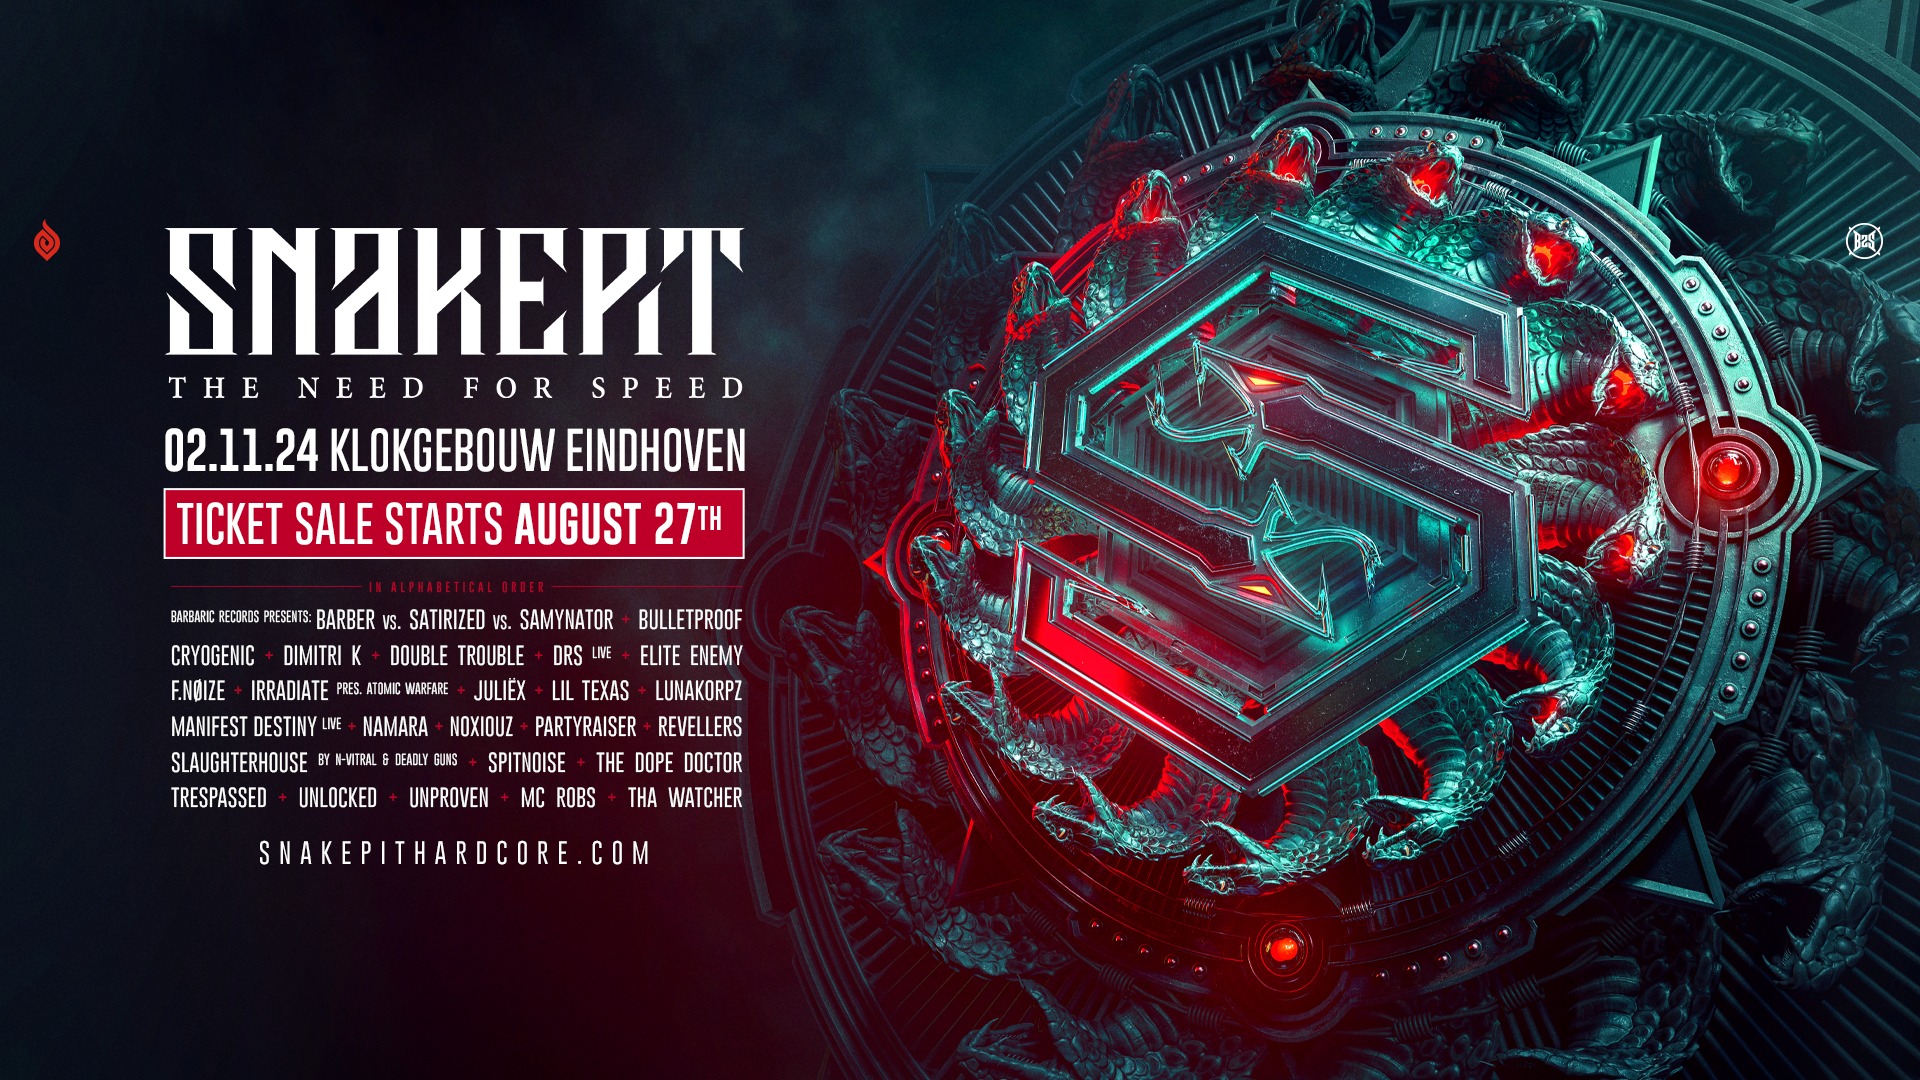 SNAKEPIT
THE NEED FOR SPEED
02.11.24 KLOKGEBOUW EINDHOVEN
TICKET SALE STARTS AUGUST 27TH
IN ALPHABETICAL ORDER
BARBARIC RECORDS PRESENTS: BARBER vs. SATIRIZED vs. SAMYNATOR + BULLETPROOF
CRYOGENIC + DIMITRI K + DOUBLE TROUBLE + DRS LIVE + ELITE ENEMY
F.NØIZE + IRRADIATE PRES. ATOMIC WARFARE + JULIËX + LIL TEXAS + LUNAKORPZ
MANIFEST DESTINY LIVE + NAMARA + NOXIOUZ + PARTYRAISER + REVELLERS
SLAUGHTERHOUSE BY N-VITRAL & DEADLY GUNS + SPITNOISE + THE DOPE DOCTOR
TRESPASSED + UNLOCKED + UNPROVEN + MC ROBS + THA WATCHER
SNAKEPITHARDCORE.COM
B2S